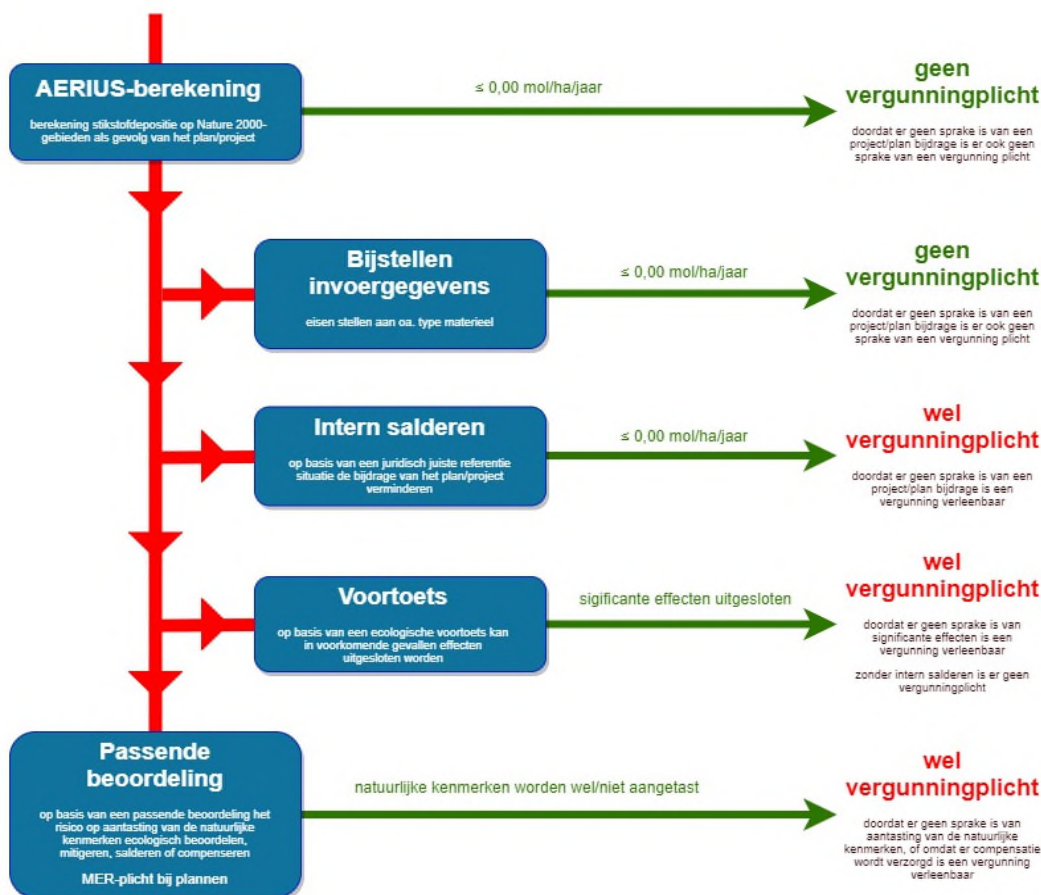 AERIUS-berekening
berekening stikstofdepositie op Nature 2000-
gebieden als gevolg van het plan/project
≤ 0,00 mol/ha/jaar
geen
vergunningplicht
doordat er geen sprake is van een
project/plan bijdrage is er ook geen
sprake van een vergunning plicht
Bijstellen
invoergegevens
eisen stellen aan oa. type materieel
≤ 0,00 mol/ha/jaar
geen
vergunningplicht
doordat er geen sprake is van een
project/plan bijdrage is er ook geen
sprake van een vergunning plicht
Intern salderen
op basis van een juridisch juiste referentie
situatie de bijdrage van het plan/project
verminderen
≤ 0,00 mol/ha/jaar
wel
vergunningplicht
doordat er geen sprake is van een
project/plan bijdrage is een
vergunning verleenbaar
Voortoets
op basis van een ecologische voortoets kan
in voorkomende gevallen effecten
uitgesloten worden
sigificante effecten uitgesloten
wel
vergunningplicht
doordat er geen sprake is van
significante effecten is een
vergunning verleenbaar
zonder intern salderen is er geen
vergunningplicht
Passende
beoordeling
op basis van een passende beoordeling het
risico op aantasting van de natuurlijke
kenmerken ecologisch beoordelen,
mitigeren, salderen of compenseren
MER-plicht bij plannen
natuurlijke kenmerken worden wel/niet aangetast
wel
vergunningplicht
doordat er geen sprake is van
aantasting van de natuurlijke
kenmerken, of omdat er compensatie
wordt verzorgd is een vergunning
verleenbaar